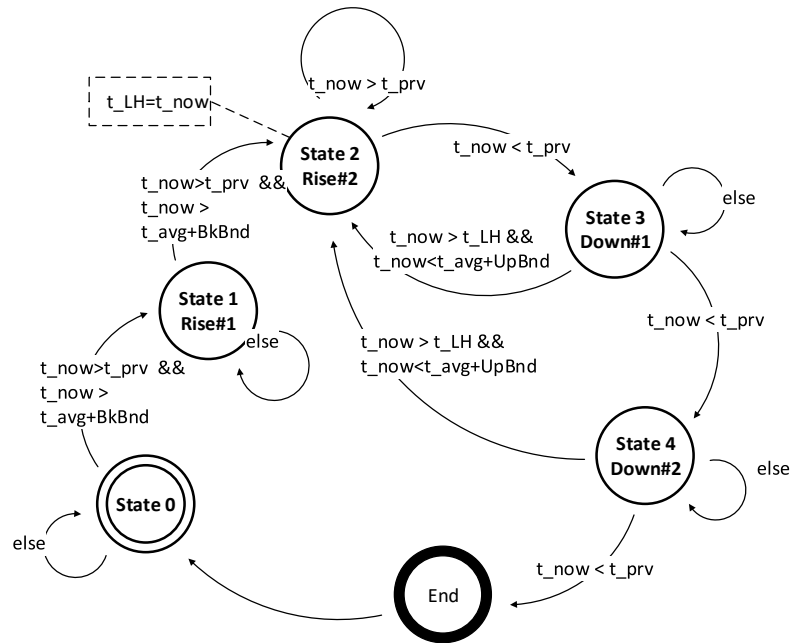 t_now > t_prv
t_LH=t_now
State 2
Rise#2
t_now < t_prv
t_now>t_prv &&
t_now >
t_avg+BkBnd
State 3
Down#1
else
t_now > t_LH &&
t_now<t_avg+UpBnd
State 1
Rise#1
else
t_now < t_prv
t_now > t_LH &&
t_now<t_avg+UpBnd
t_now>t_prv &&
t_now >
t_avg+BkBnd
State 4
Down#2
else
State 0
else
t_now < t_prv
End